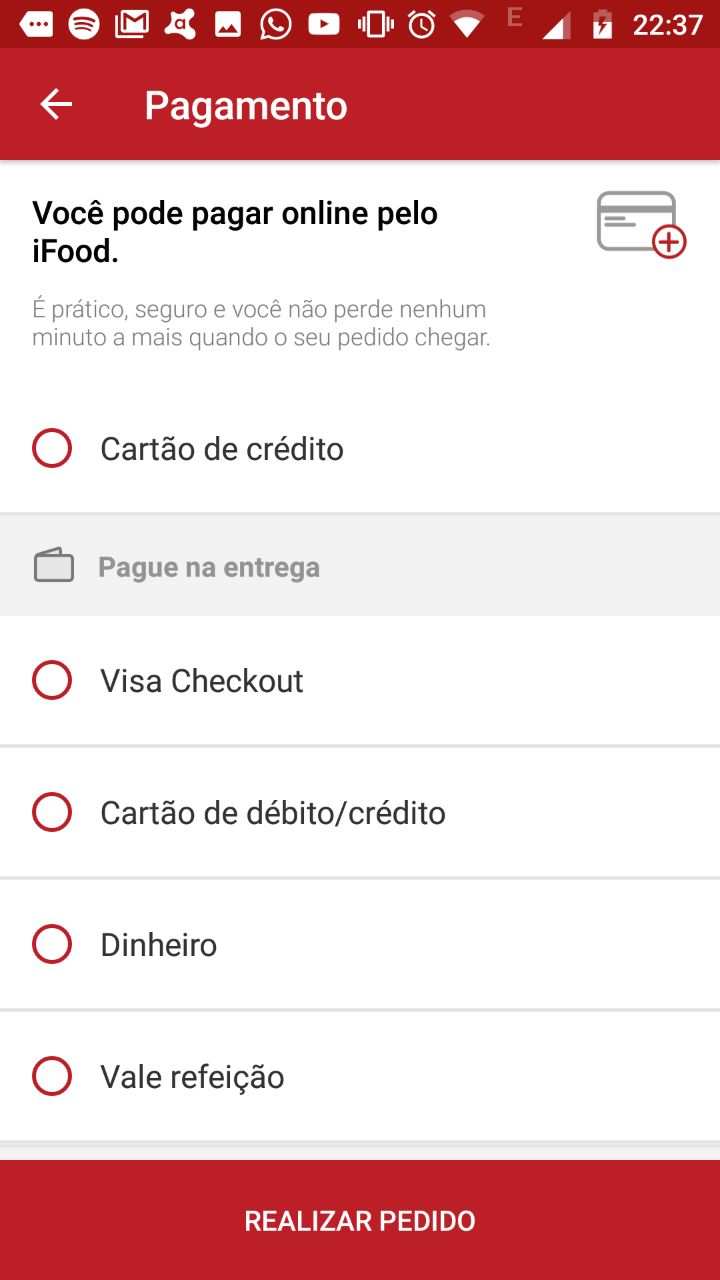 E 22:37
Pagamento
Você pode pagar online pelo
iFood.
É prático, seguro e você não perde nenhum
minuto a mais quando o seu pedido chegar.
Cartão de crédito
Pague na entrega
Visa Checkout
Cartão de débito/crédito
Dinheiro
Vale refeição
REALIZAR PEDIDO